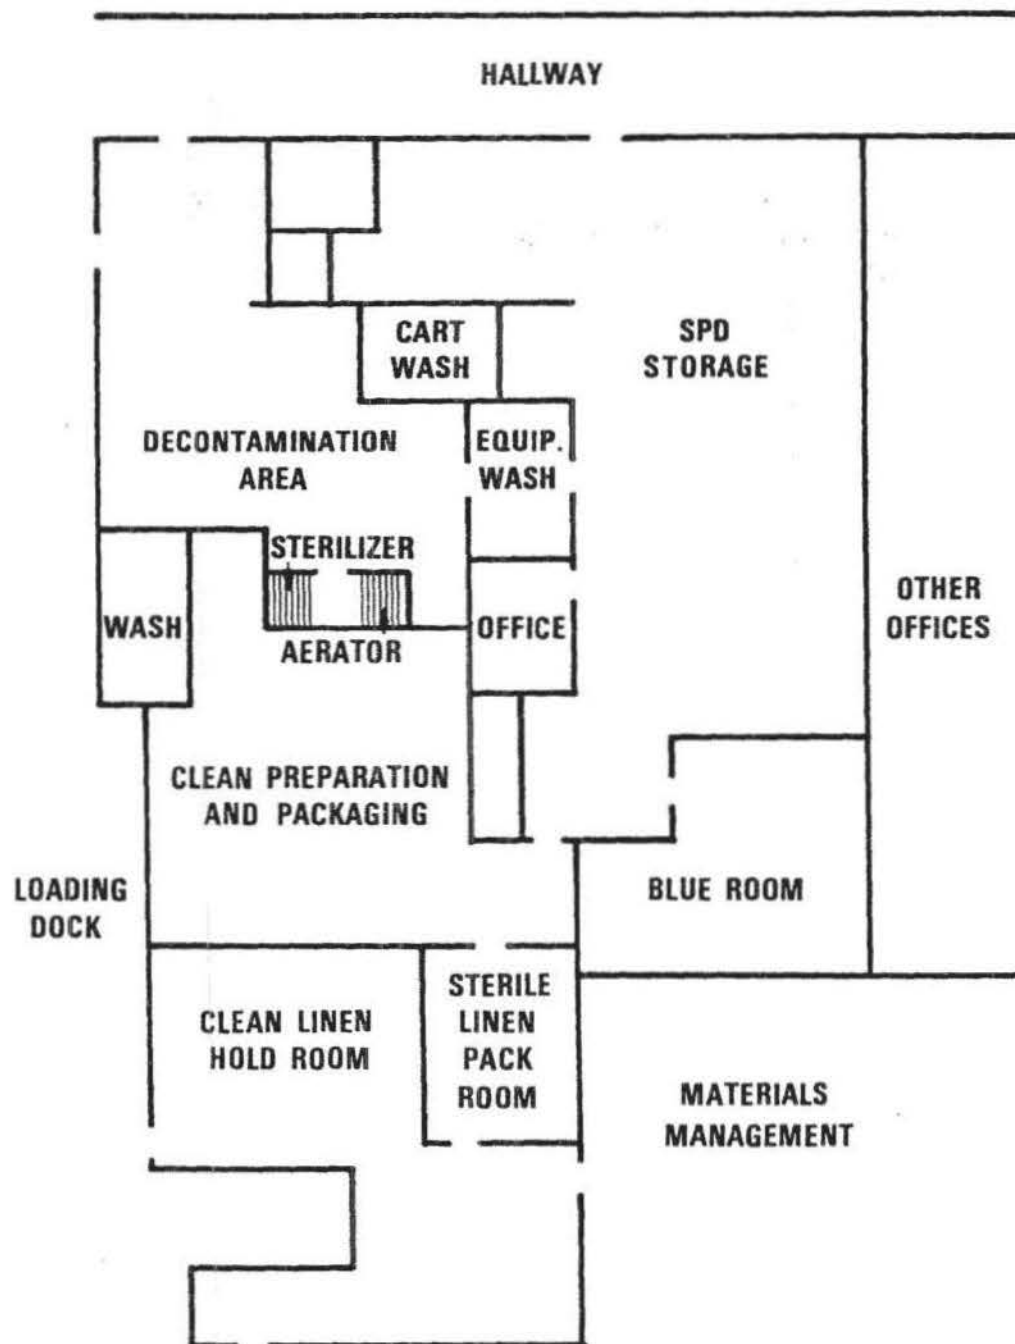 HALLWAY
CART
WASH
SPD
STORAGE
DECONTAMINATION
AREA
EQUIP.
WASH
STERILIZER
WASH
OFFICE
OTHER
OFFICES
AERATOR
CLEAN PREPARATION
AND PACKAGING
LOADING
DOCK
BLUE ROOM
CLEAN LINEN
HOLD ROOM
STERILE
LINEN
PACK
ROOM
MATERIALS
MANAGEMENT